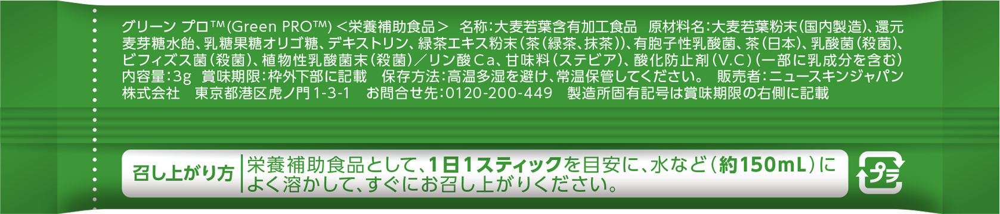 グリーン プロ™(Green PRO™)＜栄養補助食品＞ 名称：大麦若葉含有加工食品 原材料名：大麦若葉粉末（国内製造）、還元
麦芽糖水飴、乳糖果糖オリゴ糖、デキストリン、緑茶エキス粉末（茶（緑茶、抹茶））、有胞子性乳酸菌、茶（日本）、乳酸菌（殺菌）、
ビフィズス菌（殺菌）、植物性乳酸菌末（殺菌）／リン酸Ca、甘味料（ステビア）、酸化防止剤（V.C）（一部に乳成分を含む）
内容量：3g 賞味期限：枠外下部に記載 保存方法：高温多湿を避け、常温保管してください。 販売者：ニュースキンジャパン
株式会社 東京都港区虎ノ門1-3-1 お問合せ先：0120-200-449 製造所固有記号は賞味期限の右側に記載
召し上がり方
栄養補助食品として、1日1スティックを目安に、水など（約150mL）に
よく溶かして、すぐにお召し上がりください。
プラ